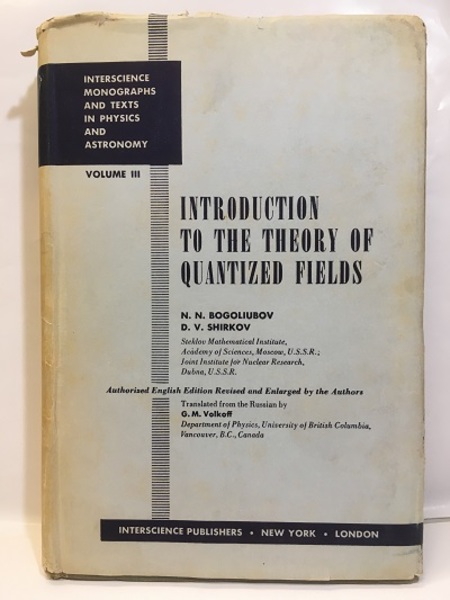 INTERSCIENCE
MONOGRAPHS
AND TEXTS
IN PHYSICS
AND
ASTRONOMY
VOLUME III
INTRODUCTION
TO THE THEORY OF
QUANTIZED FIELDS
N. N. BOGOLIUBOV
D. V. SHIRKOV
Steklov Mathematical Institute,
Academy of Sciences, Moscow, U.S.S.R.;
Joint Institute for Nuclear Research,
Dubna, U.S.S.R.
Authorized English Edition Revised and Enlarged by the Authors
Translated from the Russian by
G. M. Volkoff
Department of Physics, University of British Columbia,
Vancouver, B.C., Canada
INTERSCIENCE PUBLISHERS • NEW YORK • LONDON